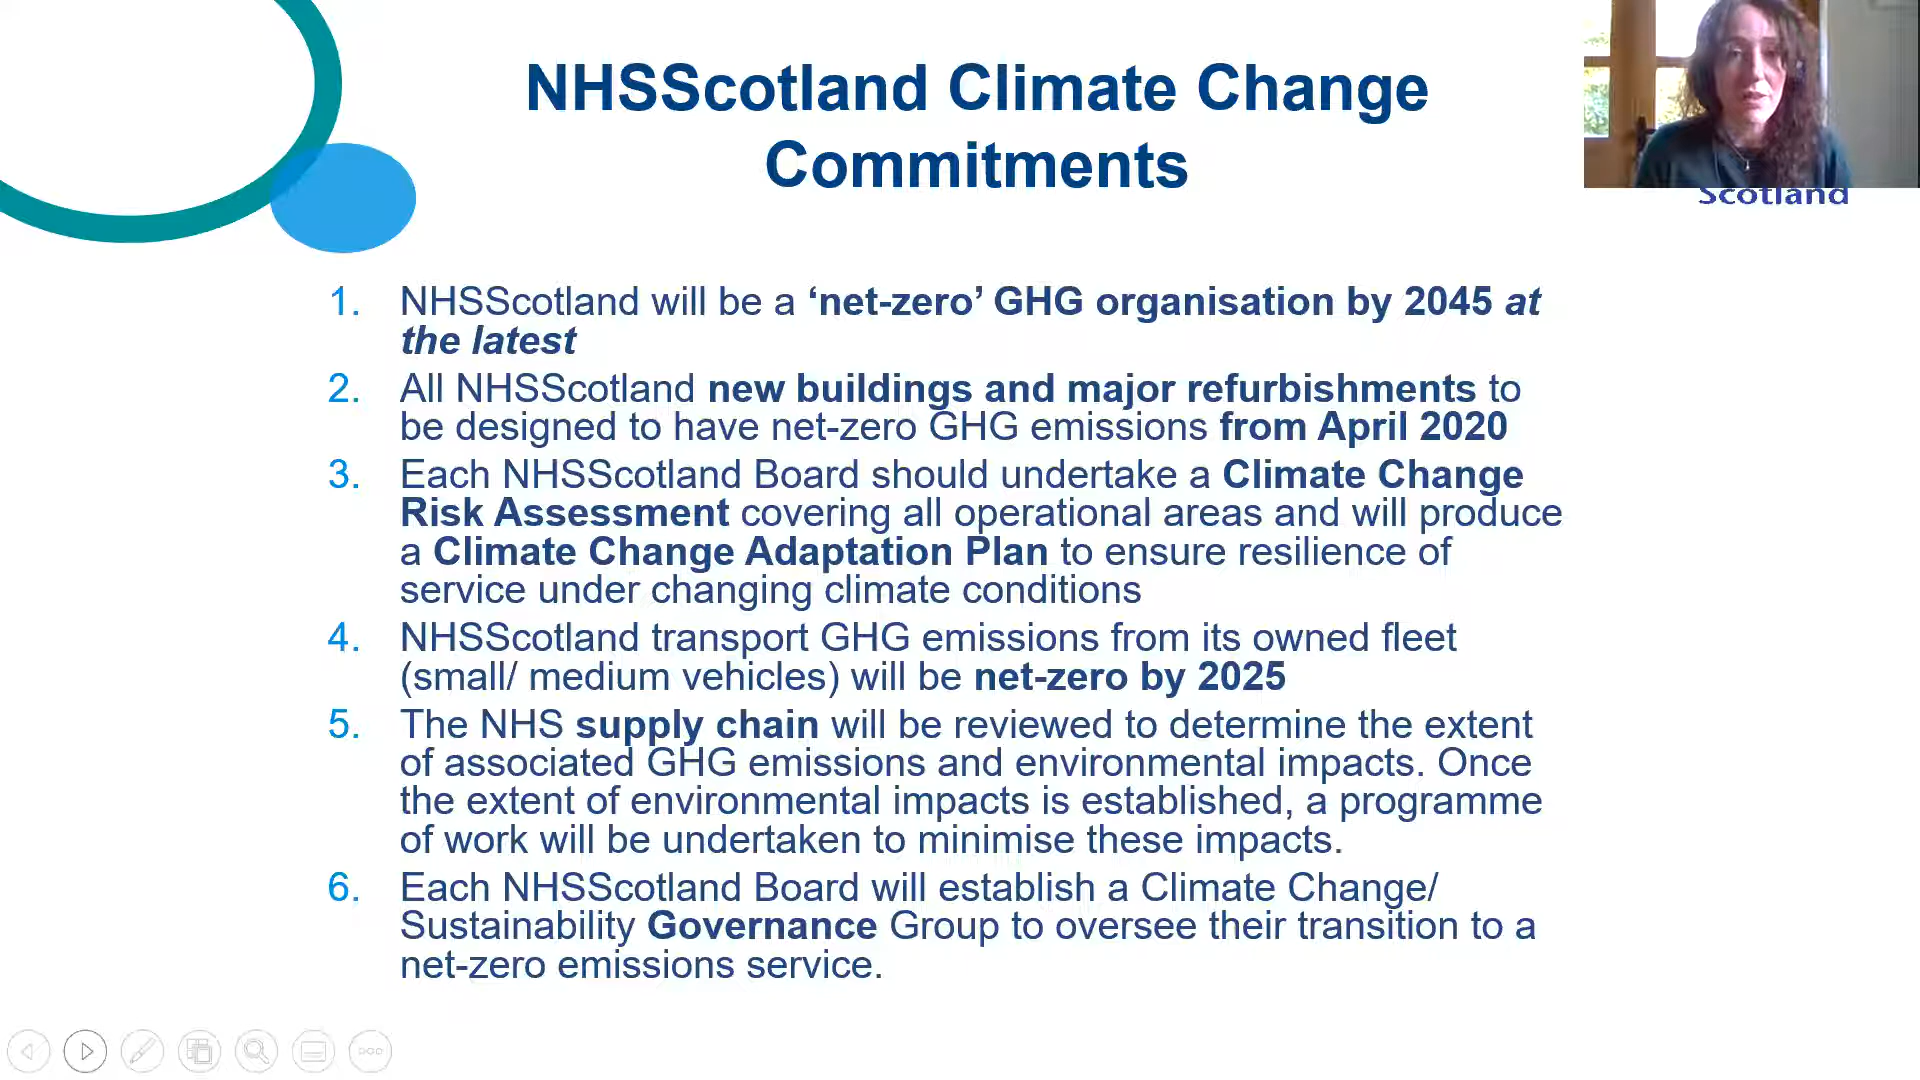 NHSScotland Climate Change
Commitments
Scotland
1. NHSScotland will be a ‘net-zero’ GHG organisation by 2045 at
the latest
2. All NHSScotland new buildings and major refurbishments to
be designed to have net-zero GHG emissions from April 2020
3. Each NHSScotland Board should undertake a Climate Change
Risk Assessment covering all operational areas and will produce
a Climate Change Adaptation Plan to ensure resilience of
service under changing climate conditions
4. NHSScotland transport GHG emissions from its owned fleet
(small/ medium vehicles) will be net-zero by 2025
5. The NHS supply chain will be reviewed to determine the extent
of associated GHG emissions and environmental impacts. Once
the extent of environmental impacts is established, a programme
of work will be undertaken to minimise these impacts.
6. Each NHSScotland Board will establish a Climate Change/
Sustainability Governance Group to oversee their transition to a
net-zero emissions service.